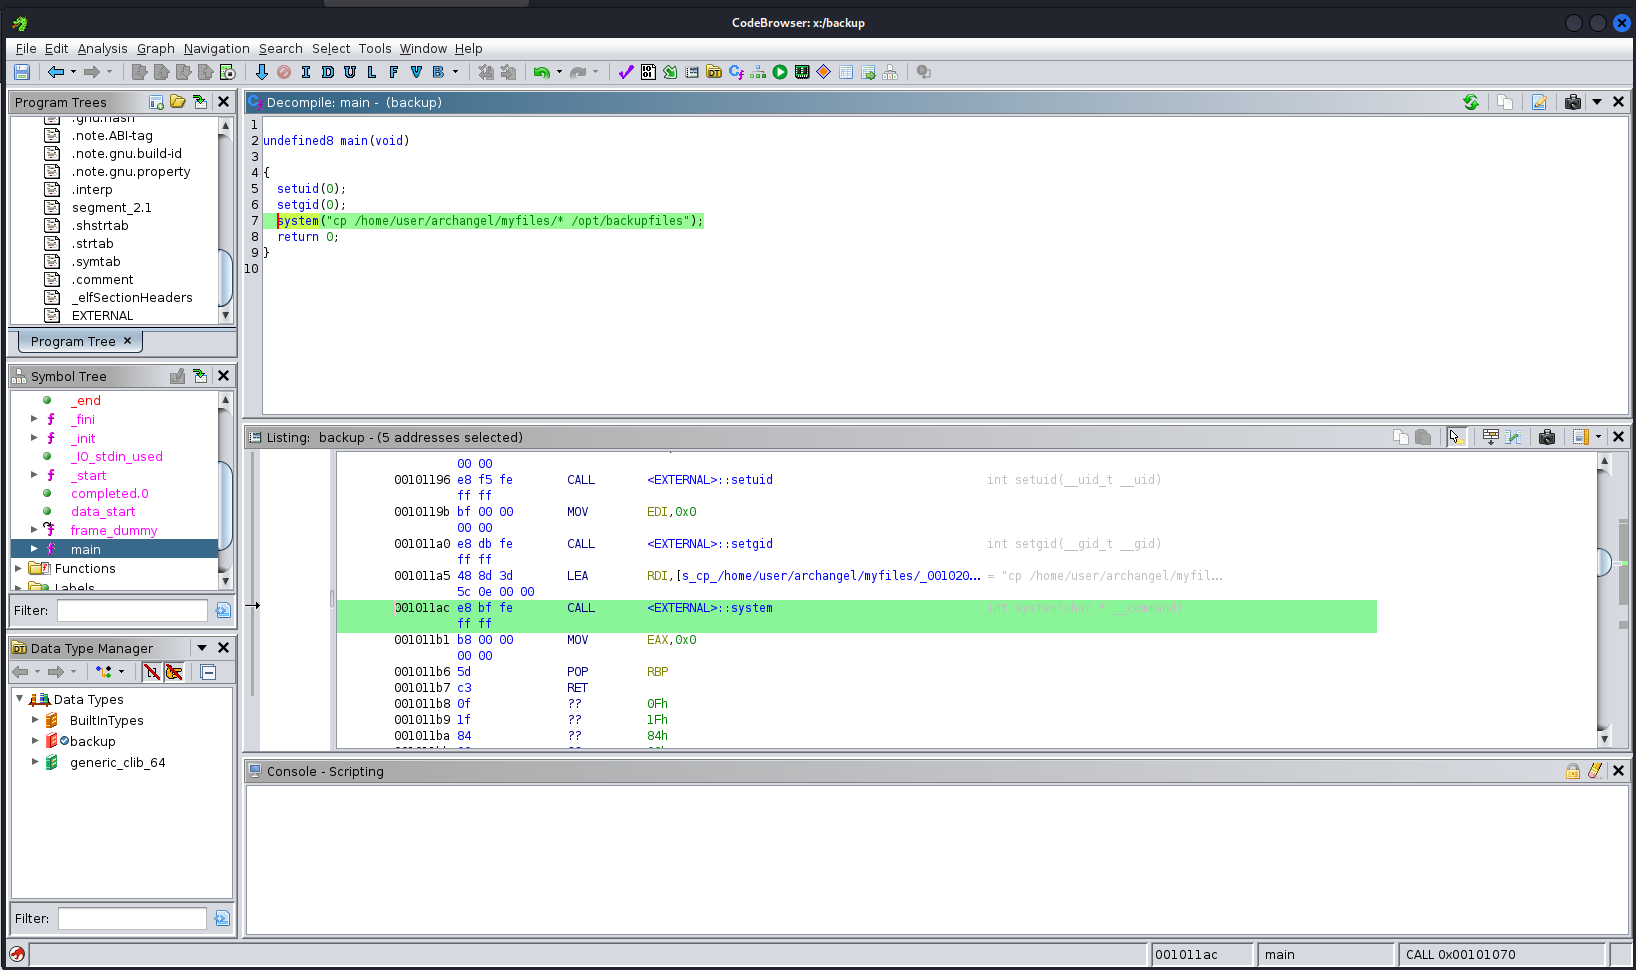 CodeBrowser: x:/backup
File Edit Analysis Graph Navigation Search Select Tools Window Help
I D U L F V B
Program Trees
.gnu.hash
.note.ABI-tag
.note.gnu.build-id
.note.gnu.property
.interp
segment_2.1
.shstrtab
.strtab
.symtab
.comment
_elfSectionHeaders
EXTERNAL
Program Tree ×
Symbol Tree
_end
_fini
_init
_IO_stdin_used
_start
completed.0
data_start
frame_dummy
main
Functions
Labels
Filter:
Data Type Manager
Data Types
BuiltInTypes
backup
generic_clib_64
Filter:
Decompile: main - (backup)
1
2 undefined8 main(void)
3
4 {
5 setuid(0);
6 setgid(0);
7 system("cp /home/user/archangel/myfiles/* /opt/backupfiles");
8 return 0;
9 }
10
Listing: backup - (5 addresses selected)
00 00
00101196 e8 f5 fe CALL <EXTERNAL>::setuid int setuid(__uid_t __uid)
ff ff
0010119b bf 00 00 MOV EDI,0x0
00 00
001011a0 e8 db fe CALL <EXTERNAL>::setgid int setgid(__gid_t __gid)
ff ff
001011a5 48 8d 3d LEA RDI,[s_cp_/home/user/archangel/myfiles/_001020... = "cp /home/user/archangel/myfil...
5c 0e 00 00
001011ac e8 bf fe CALL <EXTERNAL>::system int system(char * __command)
ff ff
001011b1 b8 00 00 MOV EAX,0x0
00 00
001011b6 5d POP RBP
001011b7 c3 RET
001011b8 0f ?? 0Fh
001011b9 1f ?? 1Fh
001011ba 84 ?? 84h
Console - Scripting
001011ac main CALL 0x00101070